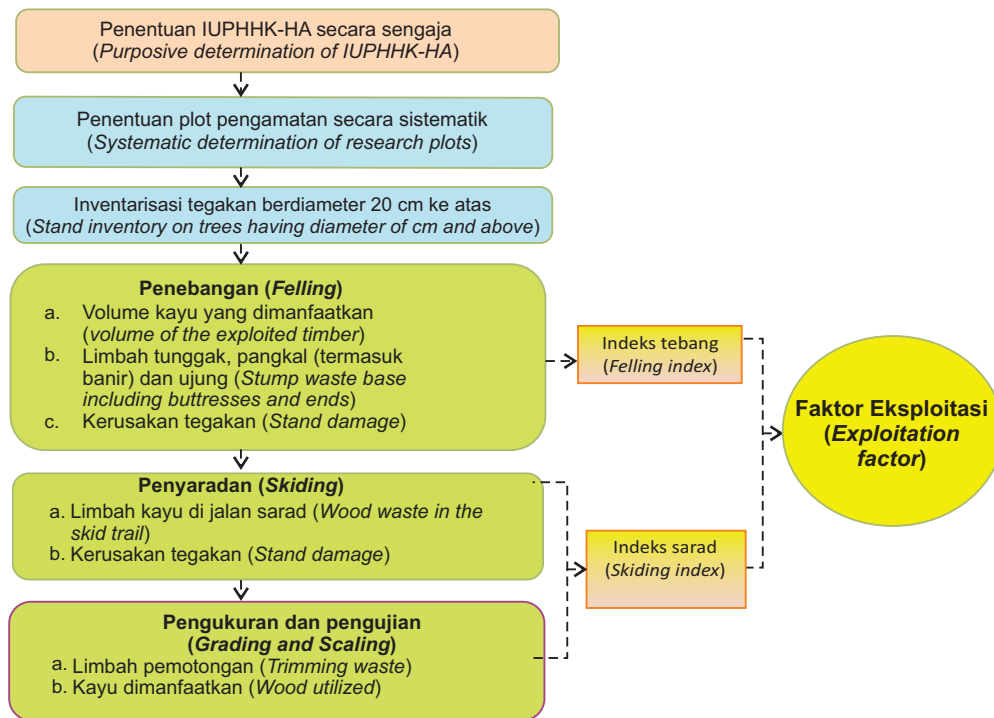 Penentuan IUPHHK-HA secara sengaja
(Purposive determination of IUPHHK-HA)
Penentuan plot pengamatan secara sistematik
(Systematic determination of research plots)
Inventarisasi tegakan berdiameter 20 cm ke atas
(Stand inventory on trees having diameter of cm and above)
Penebangan (Felling)
a. Volume kayu yang dimanfaatkan
(volume of the exploited timber)
b. Limbah tunggak, pangkal (termasuk
banir) dan ujung (Stump waste base
including buttresses and ends)
c. Kerusakan tegakan (Stand damage)
Indeks tebang
(Felling index)
Faktor Eksploitasi
(Exploitation
factor)
Penyaradan (Skiding)
a. Limbah kayu di jalan sarad (Wood waste in the
skid trail)
b. Kerusakan tegakan (Stand damage)
Indeks sarad
(Skiding index)
Pengukuran dan pengujian
(Grading and Scaling)
a. Limbah pemotongan (Trimming waste)
b. Kayu dimanfaatkan (Wood utilized)